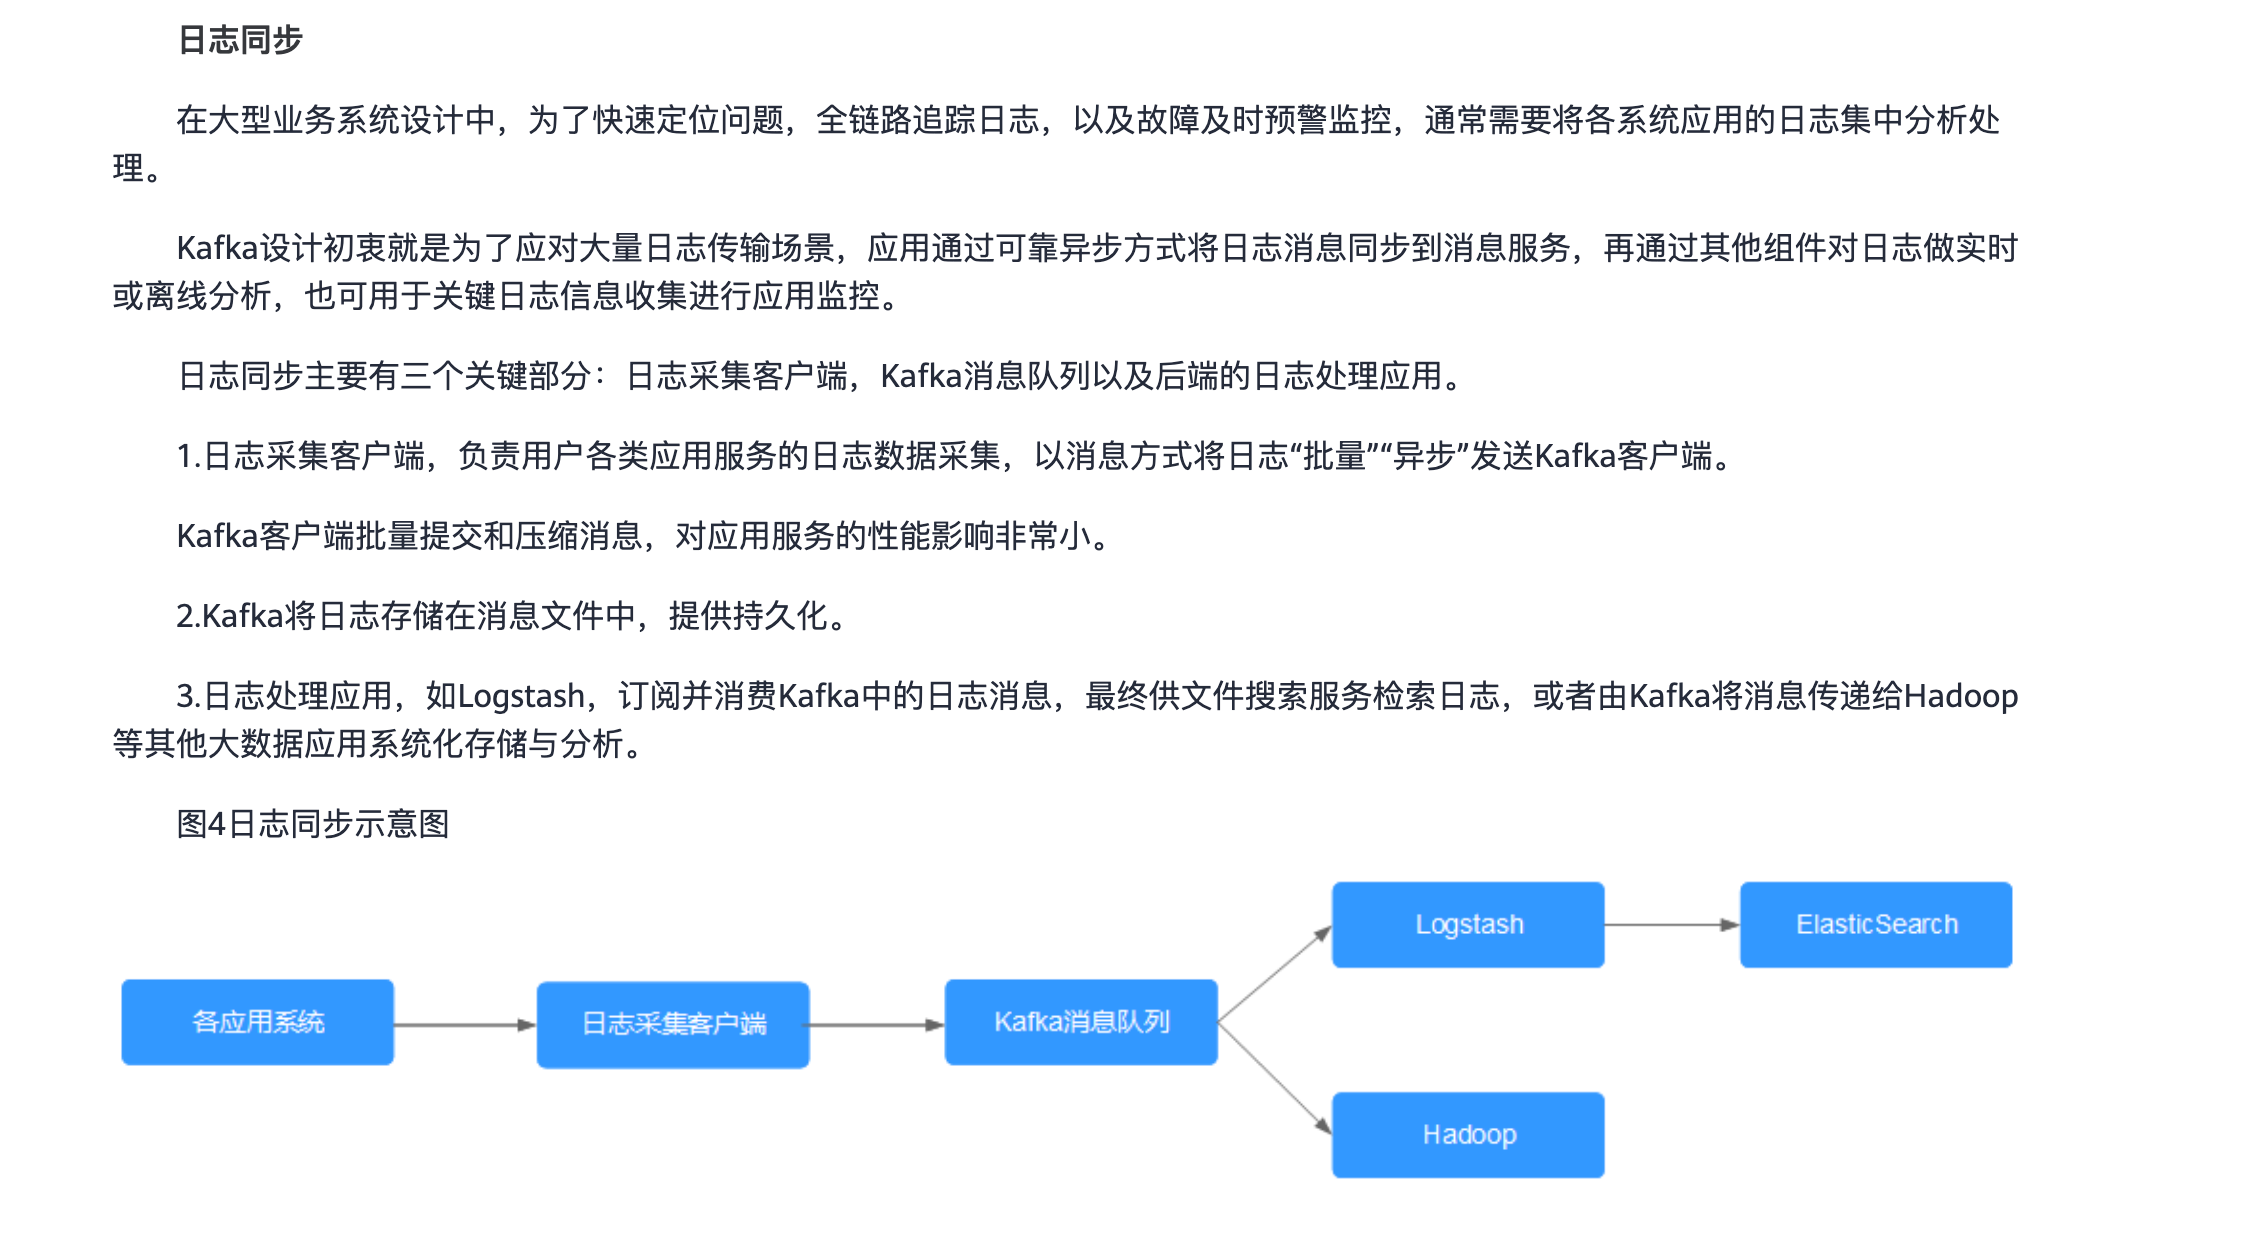 日志同步
在大型业务系统设计中，为了快速定位问题，全链路追踪日志，以及故障及时预警监控，通常需要将各系统应用的日志集中分析处
理。
Kafka设计初衷就是为了应对大量日志传输场景，应用通过可靠异步方式将日志消息同步到消息服务，再通过其他组件对日志做实时
或离线分析，也可用于关键日志信息收集进行应用监控。
日志同步主要有三个关键部分：日志采集客户端，Kafka消息队列以及后端的日志处理应用。
1.日志采集客户端，负责用户各类应用服务的日志数据采集，以消息方式将日志“批量”“异步”发送Kafka客户端。
Kafka客户端批量提交和压缩消息，对应用服务的性能影响非常小。
2.Kafka将日志存储在消息文件中，提供持久化。
3.日志处理应用，如Logstash，订阅并消费Kafka中的日志消息，最终供文件搜索服务检索日志，或者由Kafka将消息传递给Hadoop
等其他大数据应用系统化存储与分析。
图4日志同步示意图
各应用系统
日志采集客户端
Kafka消息队列
Logstash
ElasticSearch
Hadoop